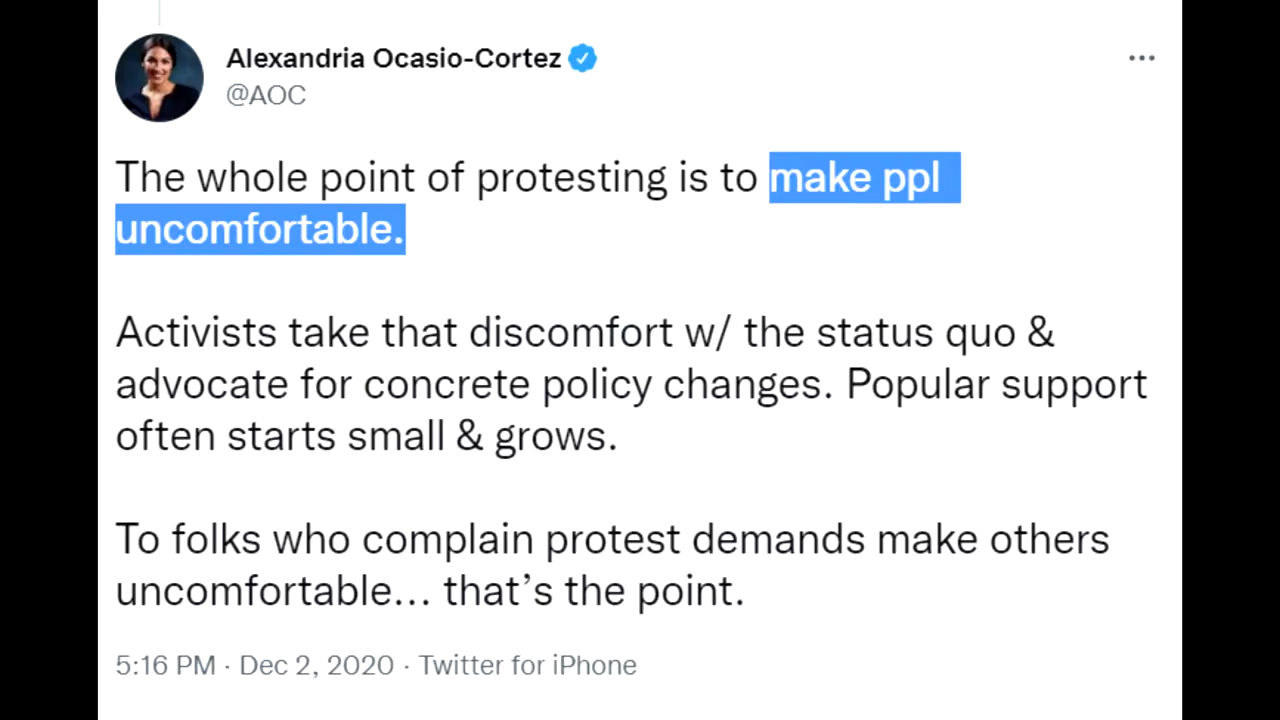 Alexandria Ocasio-Cortez
@AOC
The whole point of protesting is to make ppl
uncomfortable.
Activists take that discomfort w/ the status quo &
advocate for concrete policy changes. Popular support
often starts small & grows.
To folks who complain protest demands make others
uncomfortable... that’s the point.
5:16 PM · Dec 2, 2020 · Twitter for iPhone